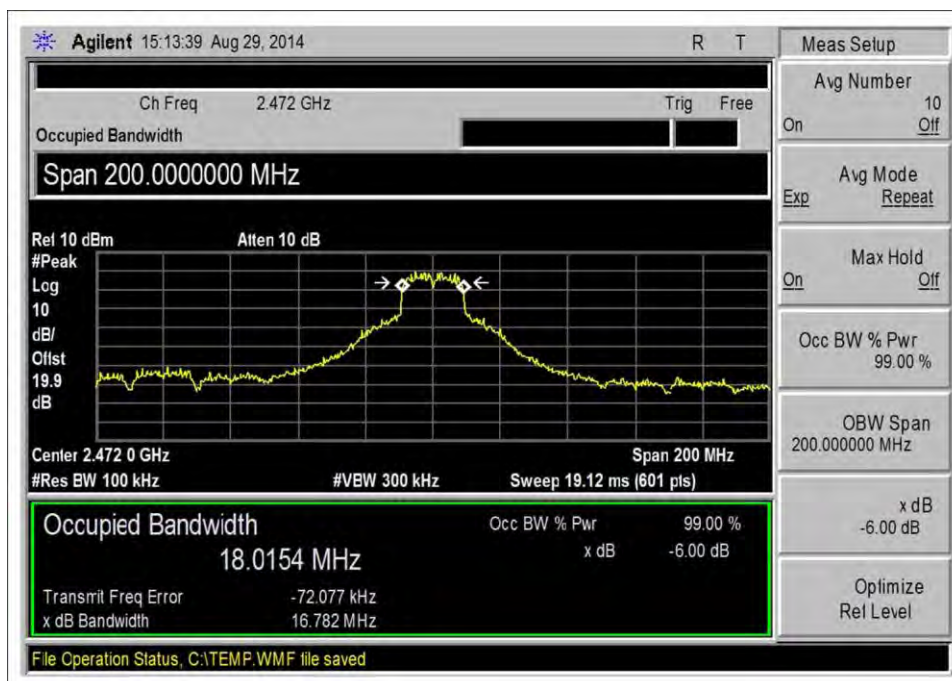 Agilent 15:13:39 Aug 29, 2014 R T
Ch Freq 2.472 GHz Trig Free
Occupied Bandwidth
Span 200.0000000 MHz
Ref 10 dBm Atten 10 dB
#Peak
Log
10
dB/
Offst
19.9
dB
Center 2.472 0 GHz Span 200 MHz
#Res BW 100 kHz #VBW 300 kHz Sweep 19.12 ms (601 pts)
Occupied Bandwidth
18.0154 MHz
Occ BW % Pwr 99.00 %
x dB -6.00 dB
Transmit Freq Error -72.077 kHz
x dB Bandwidth 16.782 MHz
File Operation Status, C:\TEMP.WMF file saved
Meas Setup
Avg Number
10
On Off
Avg Mode
Exp Repeat
Max Hold
On Off
Occ BW % Pwr
99.00 %
OBW Span
200.000000 MHz
x dB
-6.00 dB
Optimize
Ref Level